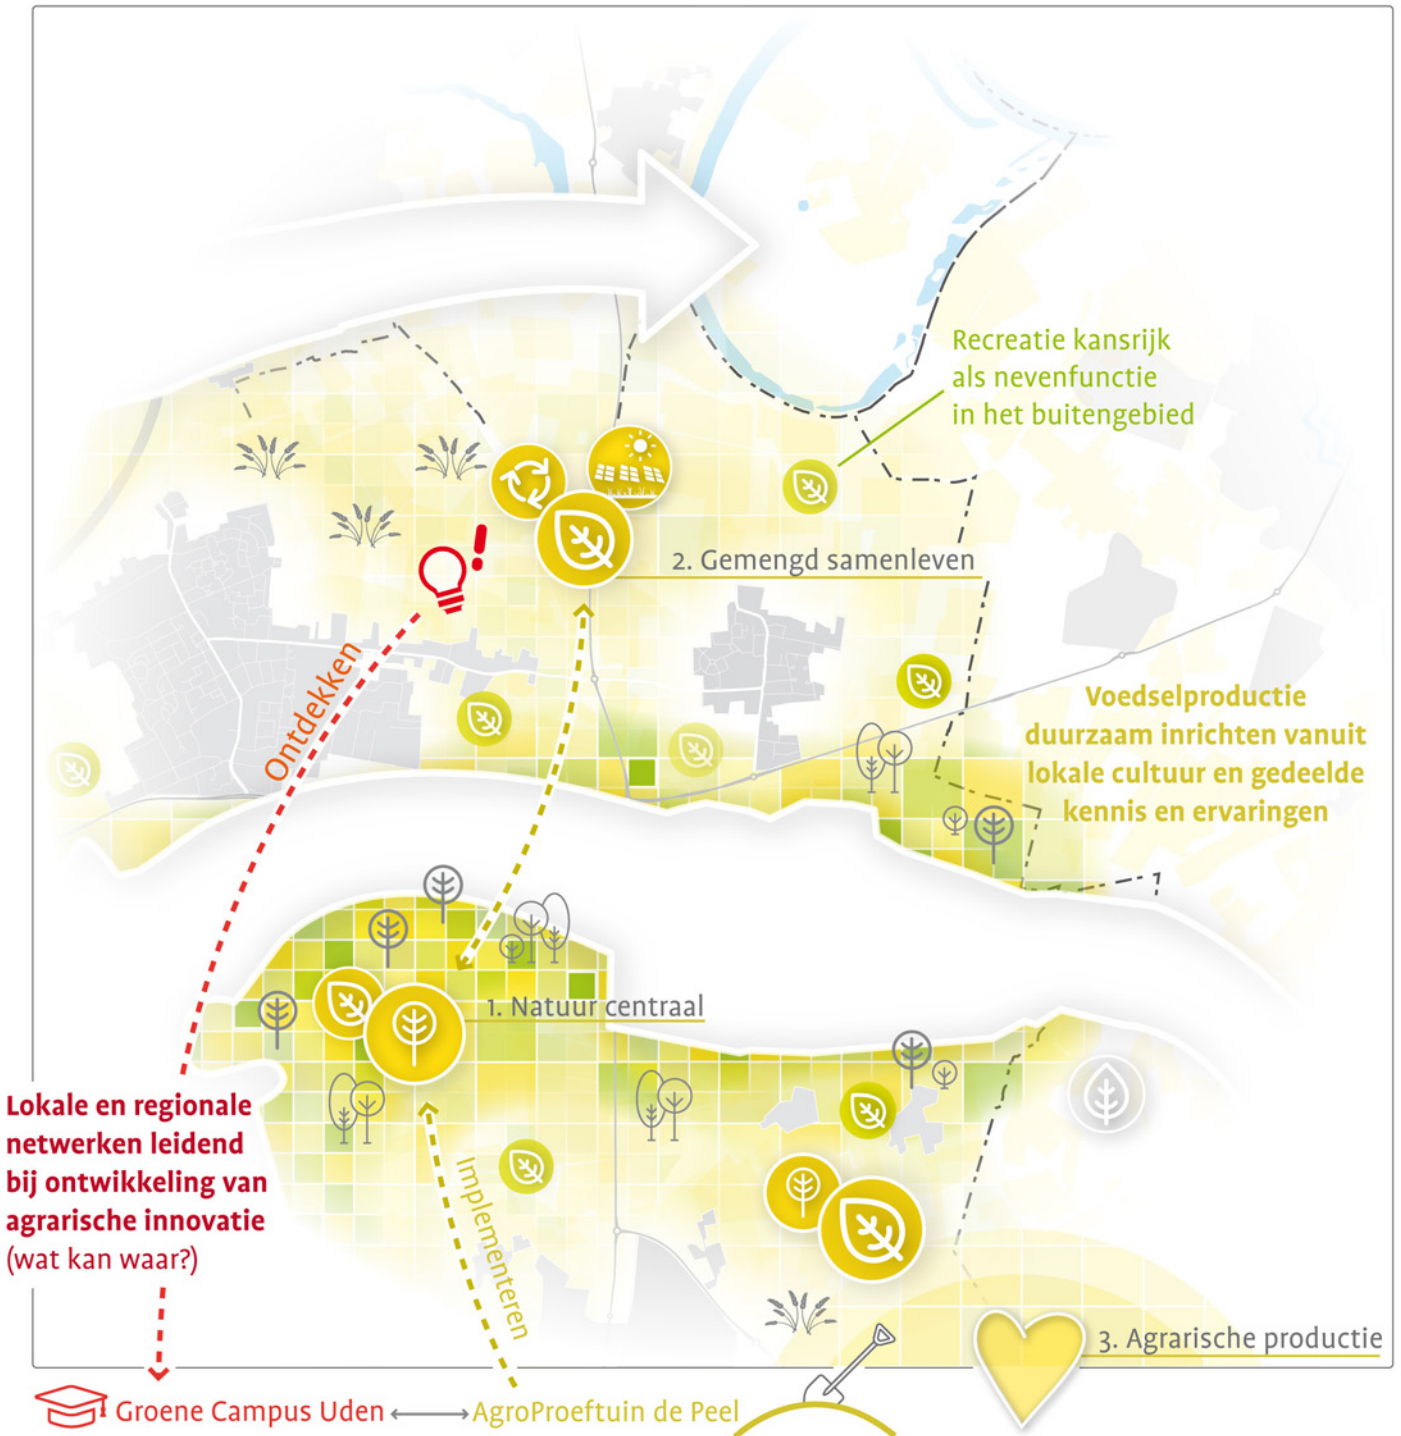 Recreatie kansrijk
als nevenfunctie
in het buitengebied
2. Gemengd samenleven
Ontdekken
Voedselproductie
duurzaam inrichten vanuit
lokale cultuur en gedeelde
kennis en ervaringen
1. Natuur centraal
Lokale en regionale
netwerken leidend
bij ontwikkeling van
agrarische innovatie
(wat kan waar?)
Implementeren
3. Agrarische productie
Groene Campus Uden
AgroProeftuin de Peel